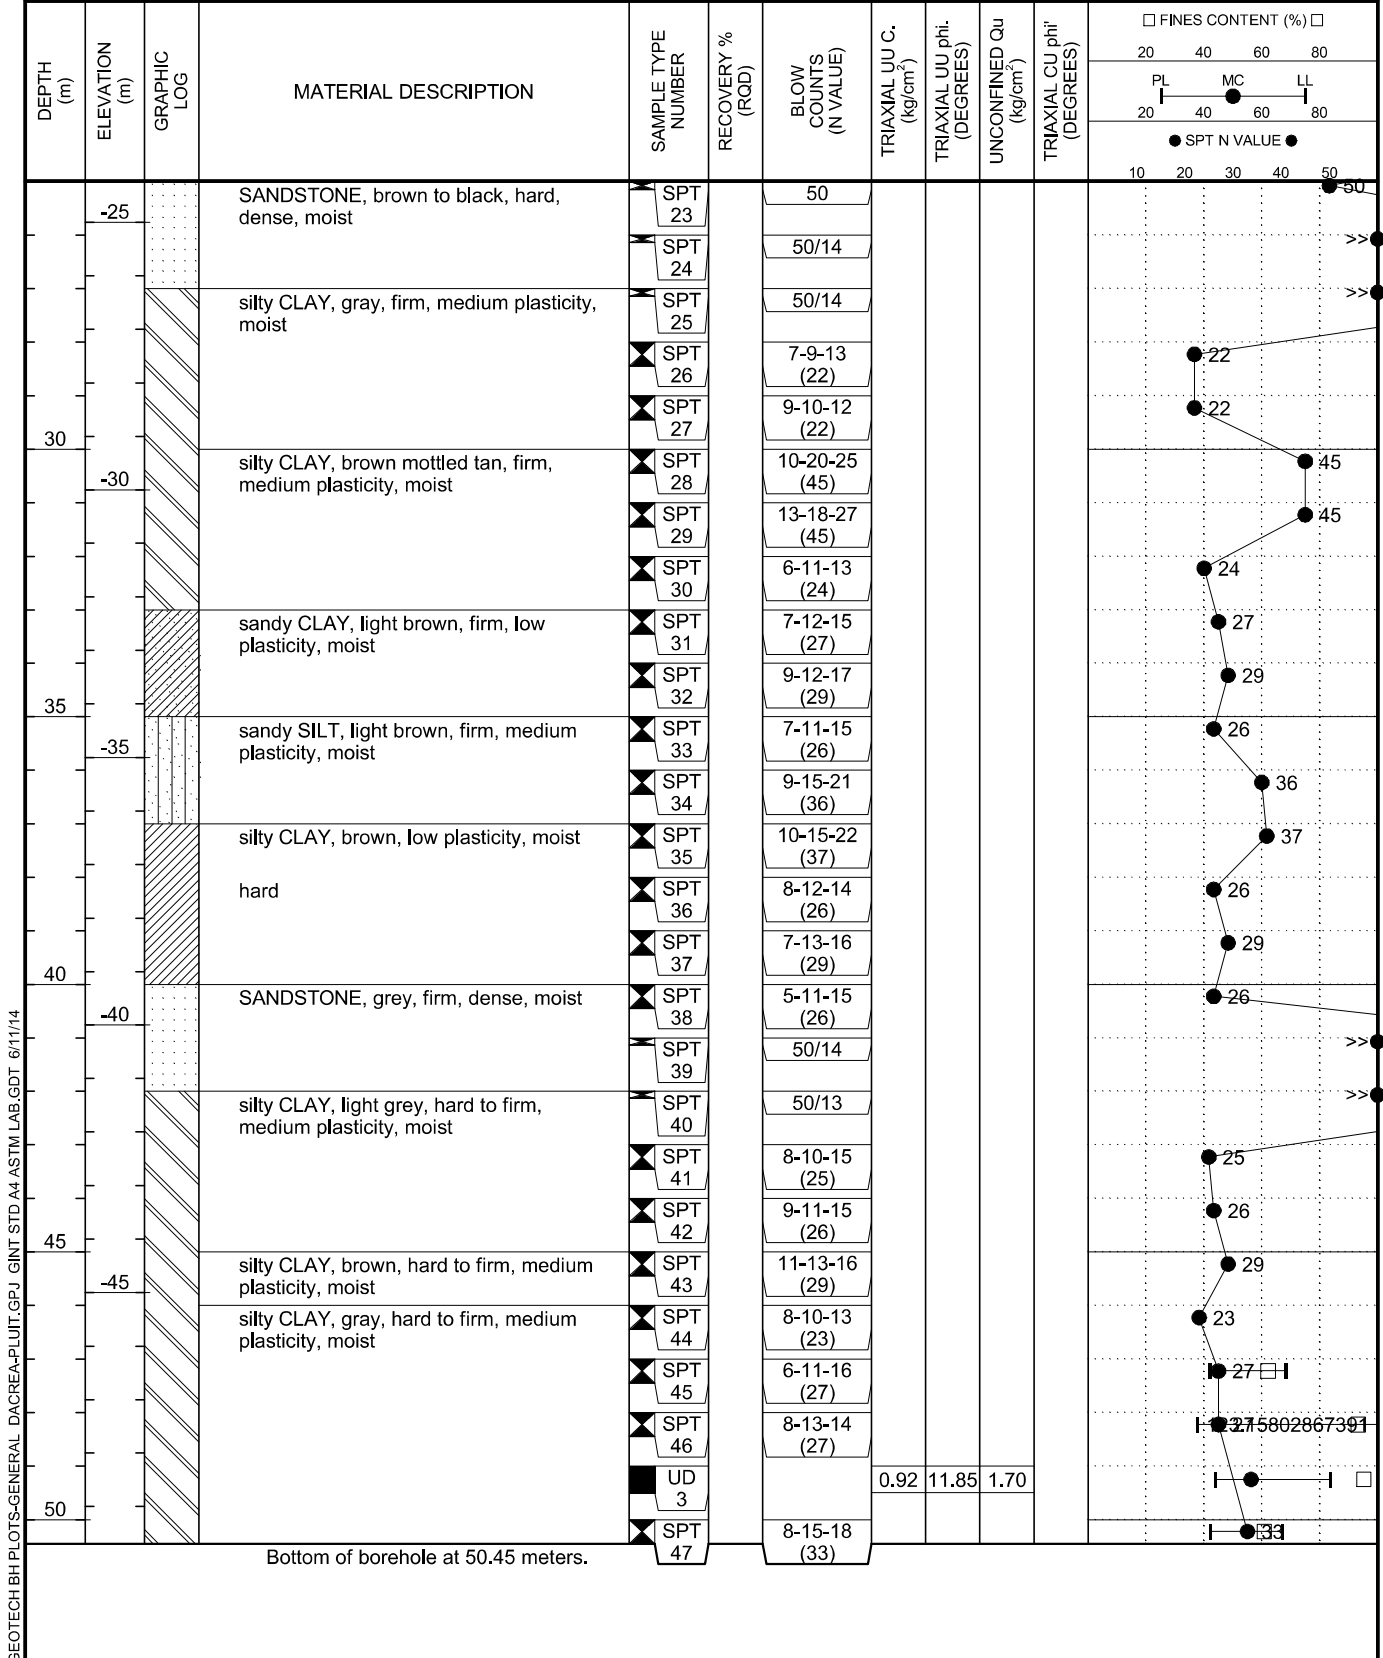 DEPTH
(m)
ELEVATION
(m)
GRAPHIC
LOG
MATERIAL DESCRIPTION
SAMPLE TYPE
NUMBER
RECOVERY %
(RQD)
BLOW
COUNTS
(N VALUE)
TRIAXIAL UU C.
(kg/cm²)
TRIAXIAL UU phi.
(DEGREES)
UNCONFINED Qu
(kg/cm²)
TRIAXIAL CU phi'
(DEGREES)
□ FINES CONTENT (%) □
20 40 60 80
PL MC LL
20 40 60 80
● SPT N VALUE ●
10 20 30 40 50
SANDSTONE, brown to black, hard,
dense, moist
SPT
23
50
50
-25
SPT
24
50/14
>>
silty CLAY, gray, firm, medium plasticity,
moist
SPT
25
50/14
>>
SPT
26
7-9-13
(22)
22
SPT
27
9-10-12
(22)
22
30
silty CLAY, brown mottled tan, firm,
medium plasticity, moist
SPT
28
10-20-25
(45)
45
-30
SPT
29
13-18-27
(45)
45
SPT
30
6-11-13
(24)
24
sandy CLAY, light brown, firm, low
plasticity, moist
SPT
31
7-12-15
(27)
27
SPT
32
9-12-17
(29)
29
35
sandy SILT, light brown, firm, medium
plasticity, moist
SPT
33
7-11-15
(26)
26
-35
SPT
34
9-15-21
(36)
36
silty CLAY, brown, low plasticity, moist
SPT
35
10-15-22
(37)
37
hard
SPT
36
8-12-14
(26)
26
SPT
37
7-13-16
(29)
29
40
SANDSTONE, grey, firm, dense, moist
SPT
38
5-11-15
(26)
26
-40
SPT
39
50/14
>>
silty CLAY, light grey, hard to firm,
medium plasticity, moist
SPT
40
50/13
>>
SPT
41
8-10-15
(25)
25
SPT
42
9-11-15
(26)
26
45
silty CLAY, brown, hard to firm, medium
plasticity, moist
SPT
43
11-13-16
(29)
29
-45
silty CLAY, gray, hard to firm, medium
plasticity, moist
SPT
44
8-10-13
(23)
23
SPT
45
6-11-16
(27)
27
SPT
46
8-13-14
(27)
UD
3
0.92 11.85 1.70
50
SPT
47
8-15-18
(33)
33
Bottom of borehole at 50.45 meters.
GEOTECH BH PLOTS-GENERAL DACREA-PLUIT.GPJ GINT STD A4 ASTM LAB.GDT 6/11/14